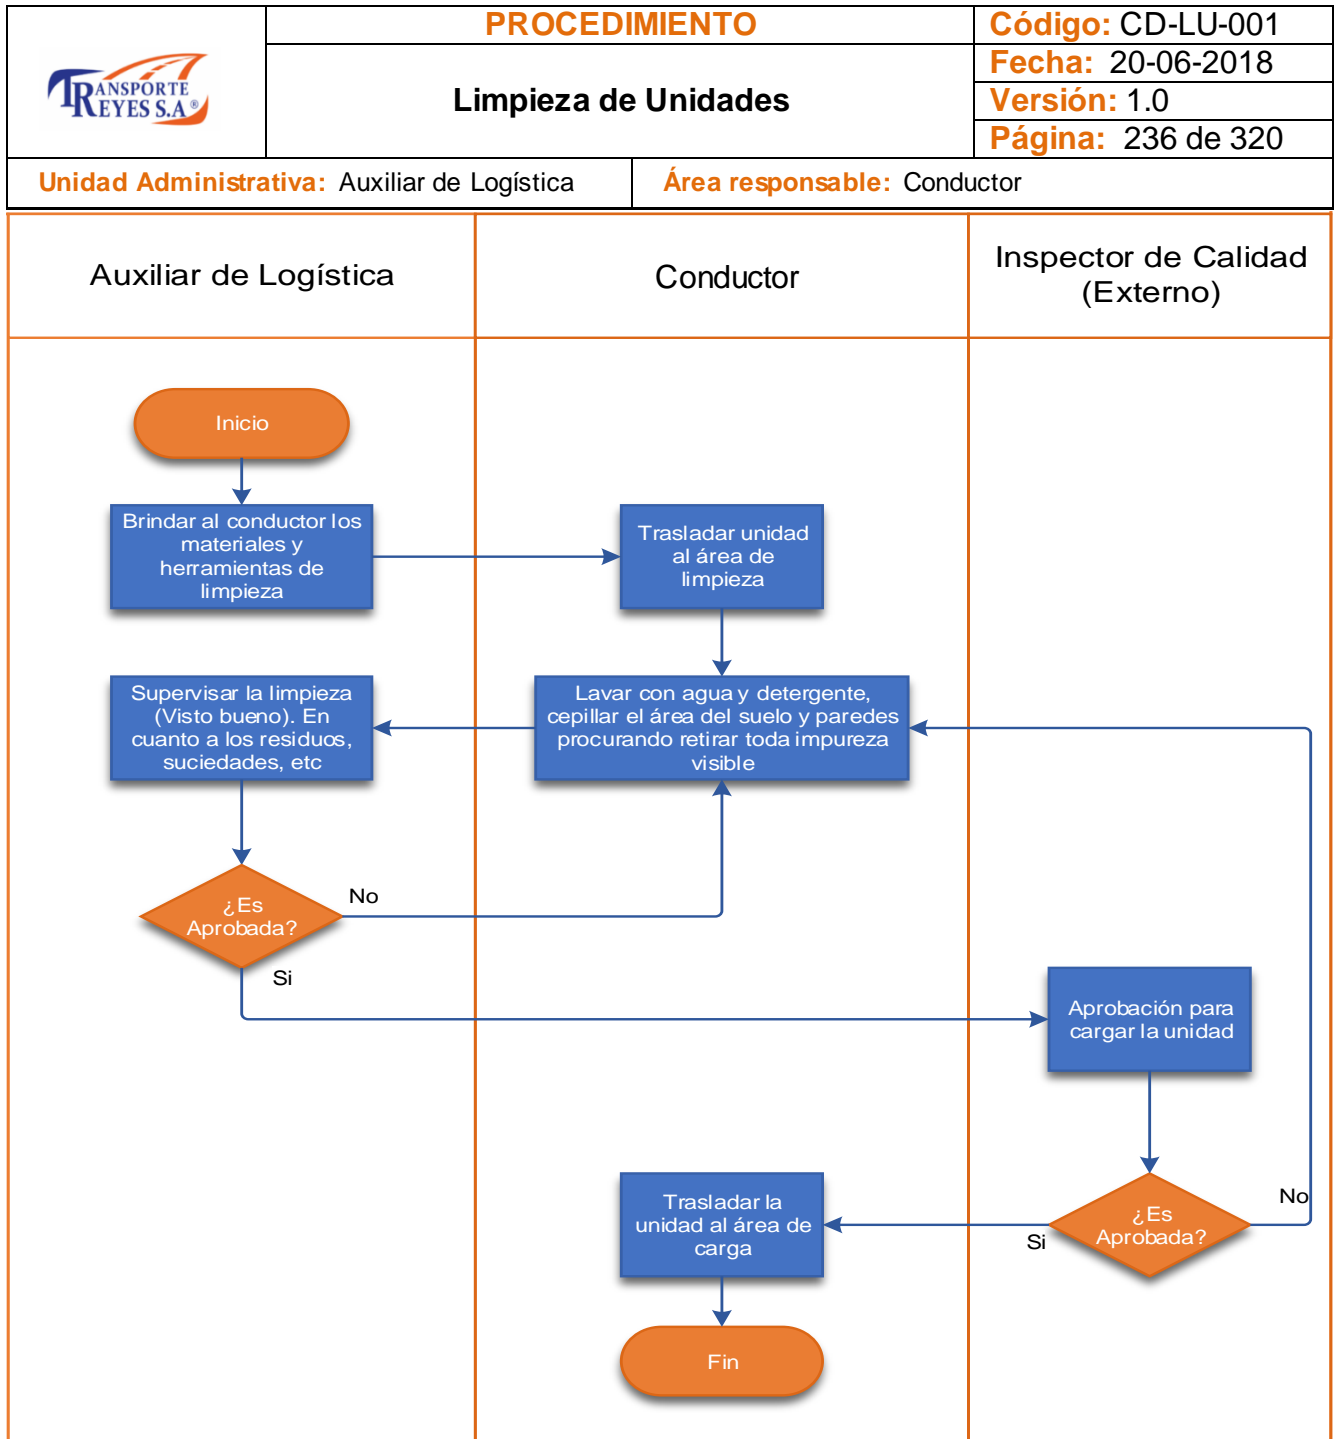 TRANSPORTE
REYES S.A ®
PROCEDIMIENTO
Limpieza de Unidades
Código: CD-LU-001
Fecha: 20-06-2018
Versión: 1.0
Página: 236 de 320
Unidad Administrativa: Auxiliar de Logística
Área responsable: Conductor
Auxiliar de Logística
Conductor
Inspector de Calidad
(Externo)
Inicio
Brindar al conductor los
materiales y
herramientas de
limpieza
Trasladar unidad
al área de
limpieza
Supervisar la limpieza
(Visto bueno). En
cuanto a los residuos,
suciedades, etc
Lavar con agua y detergente,
cepillar el área del suelo y paredes
procurando retirar toda impureza
visible
¿Es
Aprobada?
No
Si
Aprobación para
cargar la unidad
Trasladar la
unidad al área de
carga
Si
¿Es
Aprobada?
No
Fin